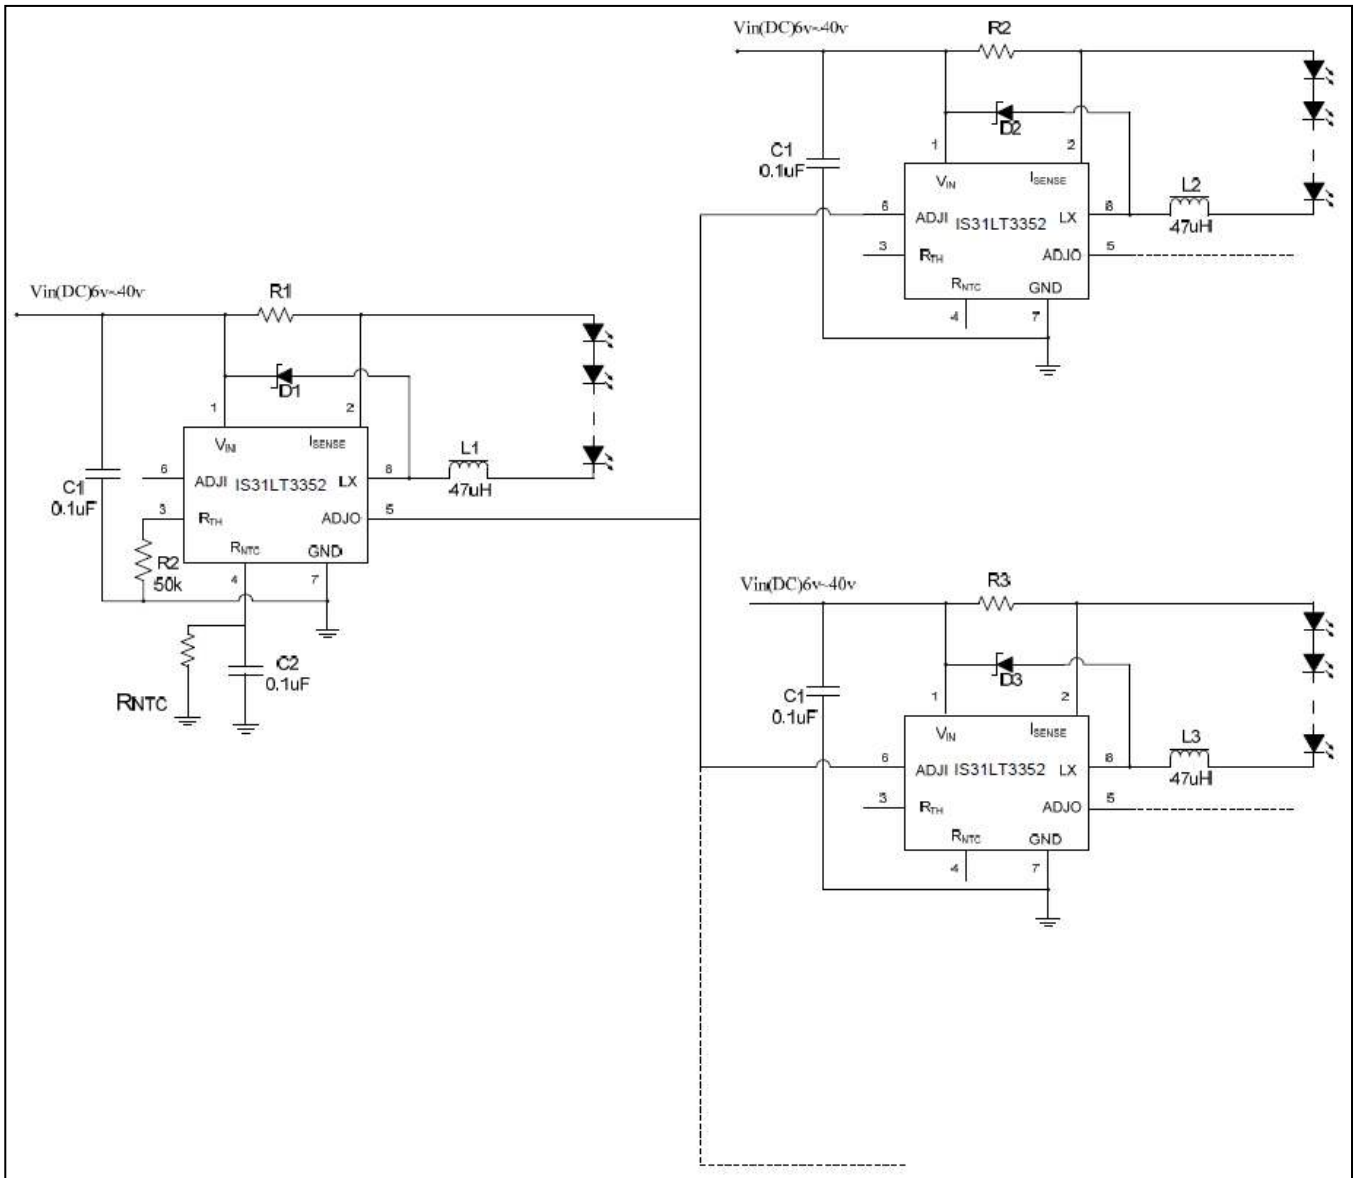 Vin(DC)6v~40v
R1
D1
1
2
VIN
ISENSE
6
ADJI
IS31LT3352
LX
8
L1
47uH
C1
0.1uF
3
RTH
ADJO
5
R2
50k
RNTC
GND
4
7
C2
0.1uF
RNTC
Vin(DC)6v~40v
R2
D2
1
2
C1
0.1uF
VIN
ISENSE
6
ADJI
IS31LT3352
LX
8
L2
47uH
3
RTH
ADJO
5
RNTC
GND
4
7
Vin(DC)6v~40v
R3
D3
1
2
C1
0.1uF
VIN
ISENSE
6
ADJI
IS31LT3352
LX
8
L3
47uH
3
RTH
ADJO
5
RNTC
GND
4
7